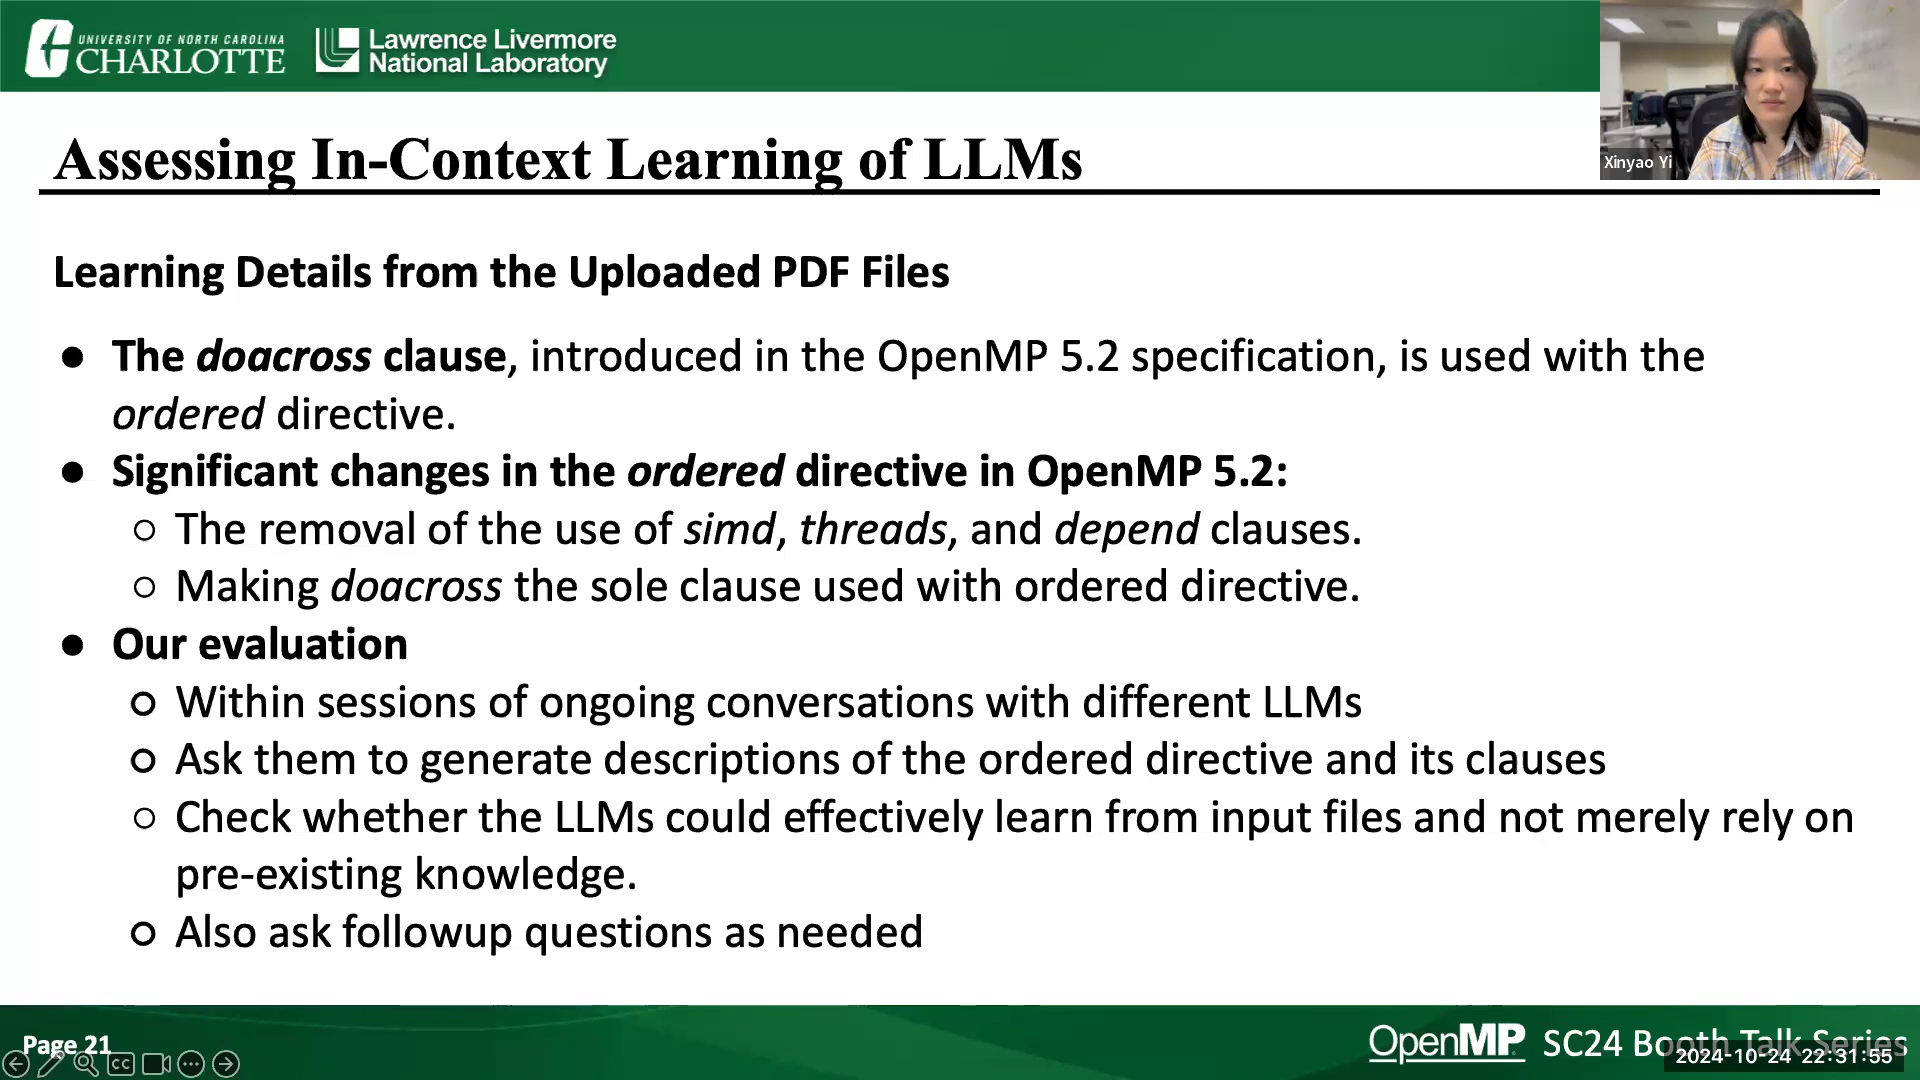 UNIVERSITY OF NORTH CAROLINA
CHARLOTTE
Lawrence Livermore
National Laboratory
Xinyao Yi
Assessing In-Context Learning of LLMs
Learning Details from the Uploaded PDF Files
● The doacross clause, introduced in the OpenMP 5.2 specification, is used with the
ordered directive.
● Significant changes in the ordered directive in OpenMP 5.2:
○ The removal of the use of simd, threads, and depend clauses.
○ Making doacross the sole clause used with ordered directive.
● Our evaluation
○ Within sessions of ongoing conversations with different LLMs
○ Ask them to generate descriptions of the ordered directive and its clauses
○ Check whether the LLMs could effectively learn from input files and not merely rely on
pre-existing knowledge.
○ Also ask followup questions as needed
Page 21
CC
OpenMP SC24 Booth Talk Series
2024-10-24 22:31:55